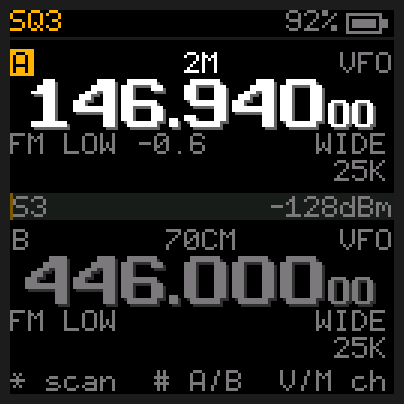 SQ3 92%
A 2M VFO
146.94000
FM LOW -0.6 WIDE
25K
S3 -128dBm
B 70CM VFO
446.00000
FM LOW WIDE
25K
* scan # A/B V/M ch